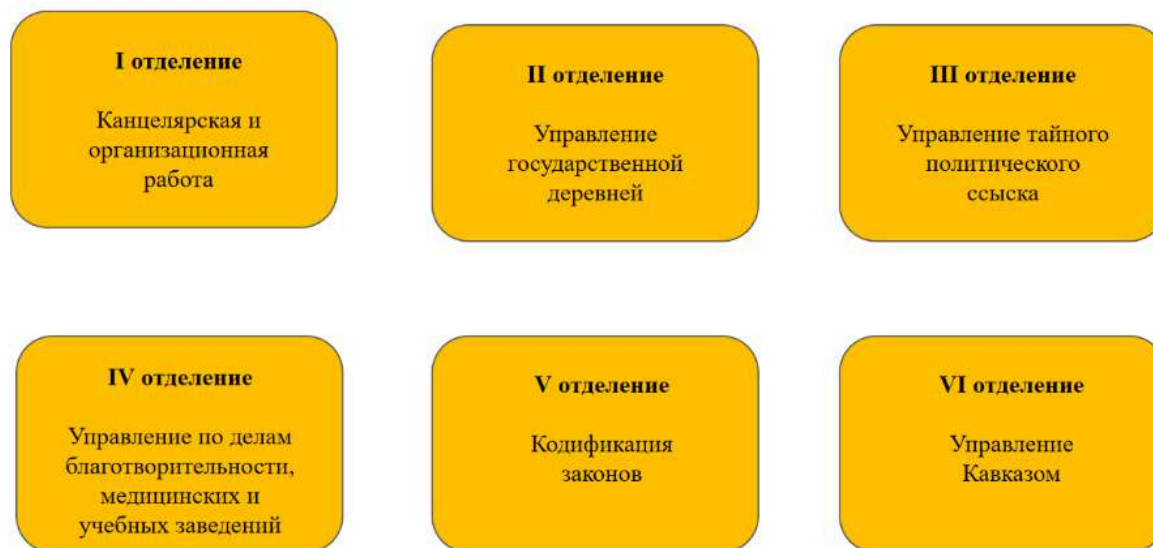 I отделение
Канцелярская и
организационная
работа
II отделение
Управление
государственной
деревней
III отделение
Управление тайного
политического
ссыска
IV отделение
Управление по делам
благотворительности,
медицинских и
учебных заведений
V отделение
Кодификация
законов
VI отделение
Управление
Кавказом